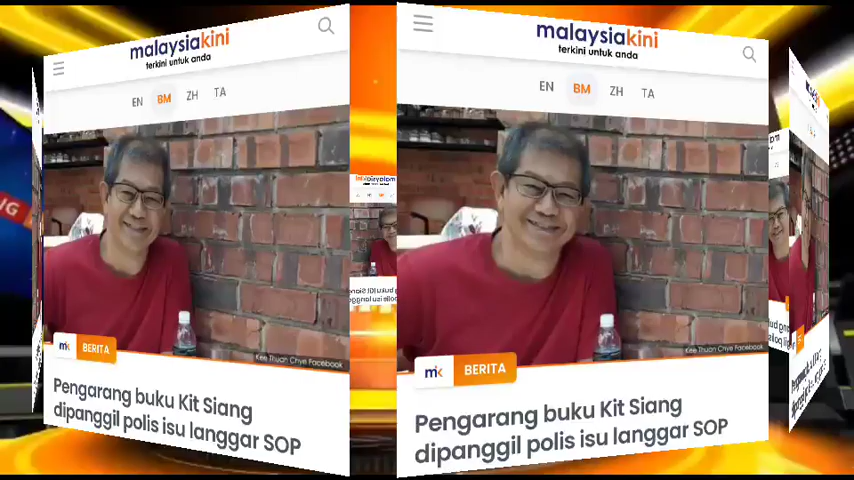 malaysiakini
terkini untuk anda
EN BM ZH TA
mk BERITA
Kee Thuan Chye Facebook
Pengarang buku Kit Siang
dipanggil polis isu langgar SOP
malaysiakini
terkini untuk anda
EN BM ZH TA
mk BERITA
Kee Thuan Chye Facebook
Pengarang buku Kit Siang
dipanggil polis isu langgar SOP